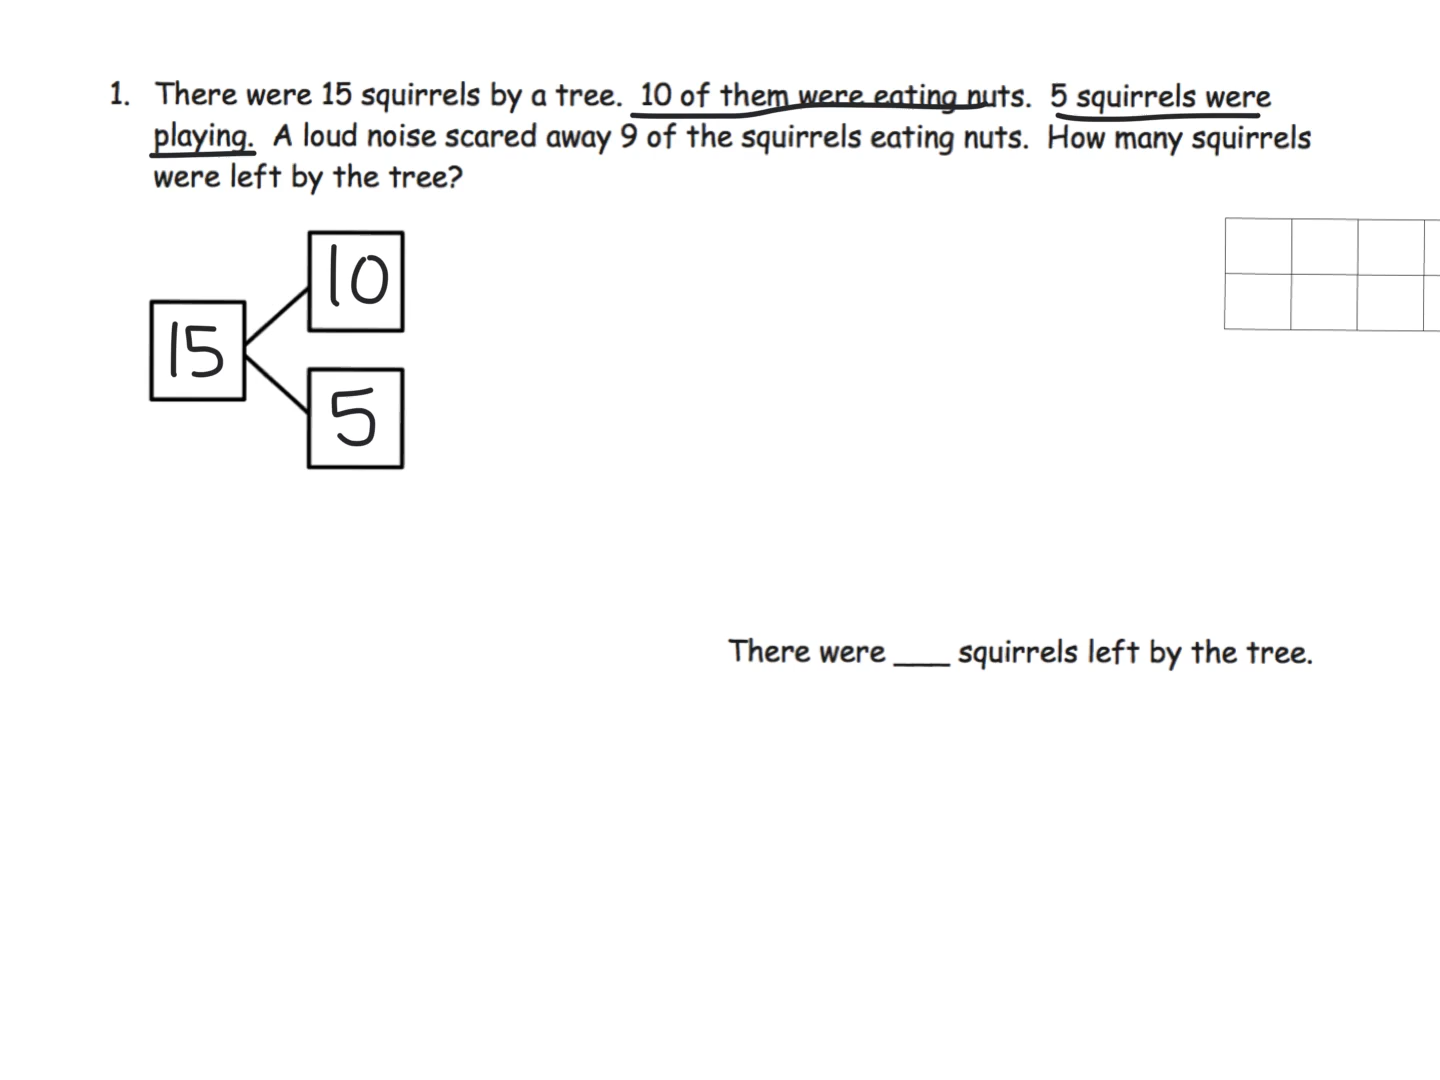 1. There were 15 squirrels by a tree. 10 of them were eating nuts. 5 squirrels were
playing. A loud noise scared away 9 of the squirrels eating nuts. How many squirrels
were left by the tree?
10
15
5
There were ___ squirrels left by the tree.